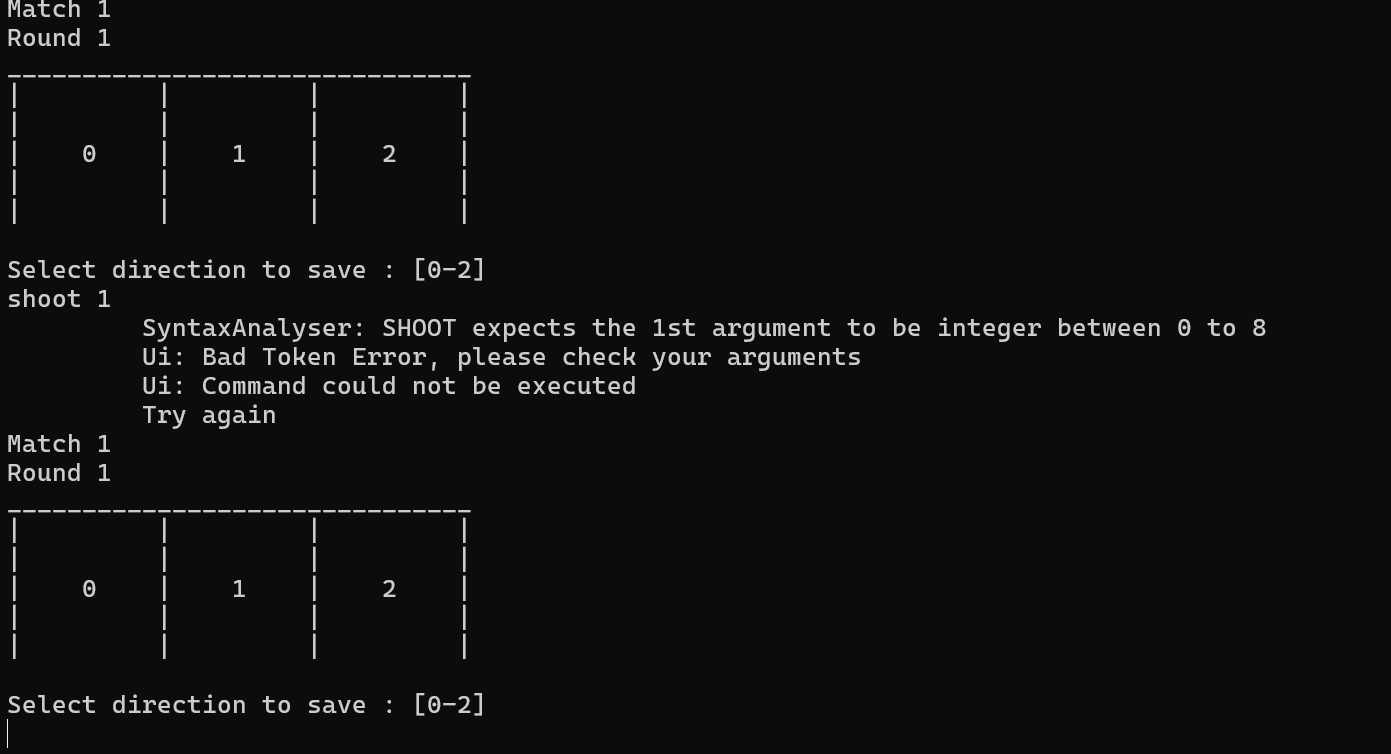 Match 1
Round 1
_______________________________
|         |         |         |
|         |         |         |
|    0    |    1    |    2    |
|         |         |         |
|         |         |         |
Select direction to save : [0-2]
shoot 1
SyntaxAnalyser: SHOOT expects the 1st argument to be integer between 0 to 8
Ui: Bad Token Error, please check your arguments
Ui: Command could not be executed
Try again
Match 1
Round 1
_______________________________
|         |         |         |
|         |         |         |
|    0    |    1    |    2    |
|         |         |         |
|         |         |         |
Select direction to save : [0-2]